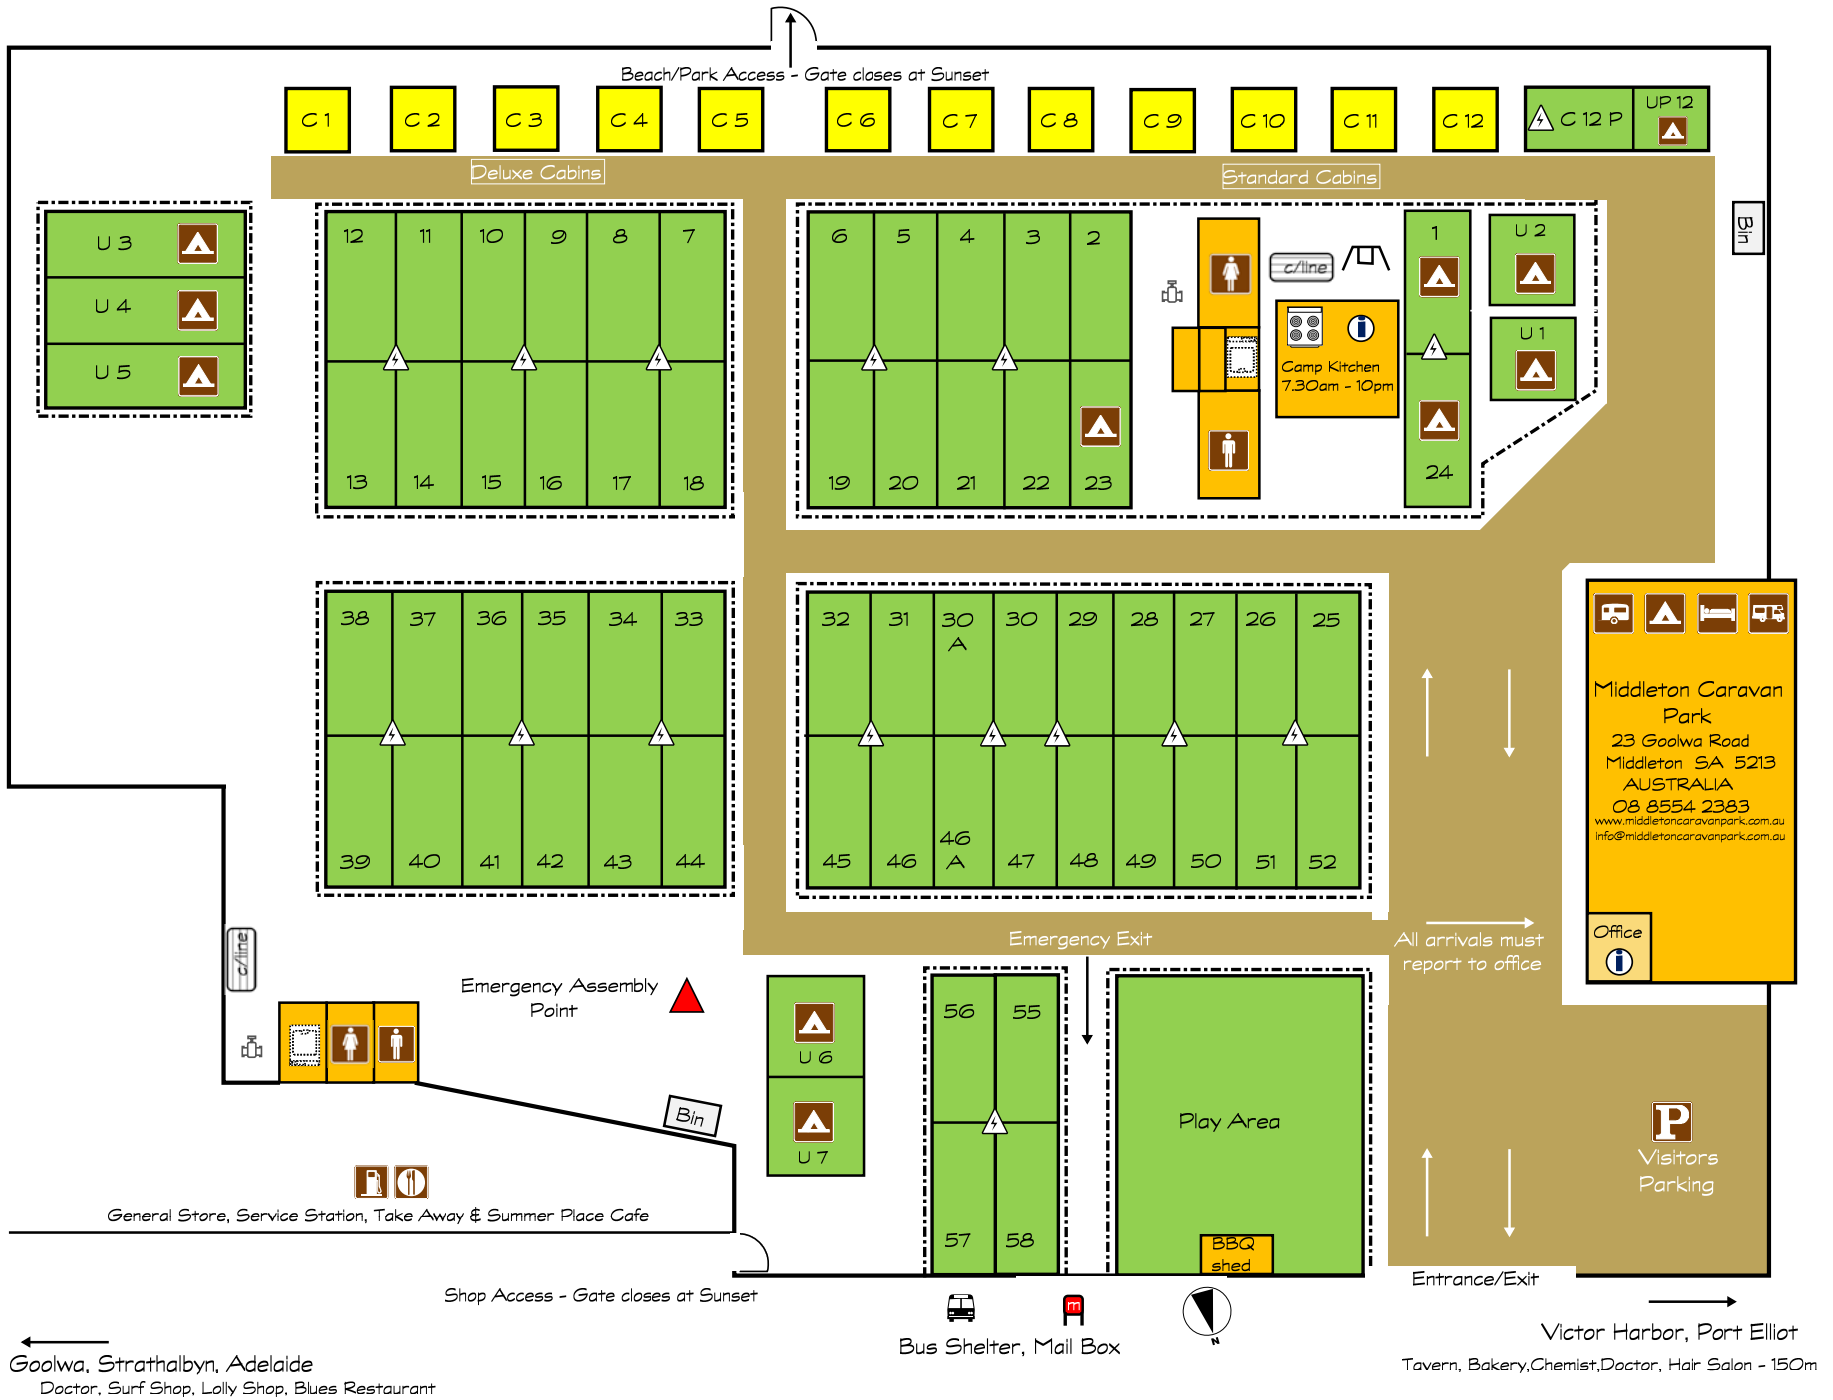 Beach/Park Access - Gate closes at Sunset
C 1
C 2
C 3
C 4
C 5
C 6
C 7
C 8
C 9
C 10
C 11
C 12
C 12 P
UP 12
Deluxe Cabins
Standard Cabins
Bin
U 3
U 4
U 5
12
11
10
9
8
7
13
14
15
16
17
18
6
5
4
3
2
19
20
21
22
23
c/line
Camp Kitchen
7.30am - 10pm
1
24
U 2
U 1
38
37
36
35
34
33
39
40
41
42
43
44
32
31
30
A
30
29
28
27
26
25
45
46
46
A
47
48
49
50
51
52
Middleton Caravan
Park
23 Goolwa Road
Middleton SA 5213
AUSTRALIA
08 8554 2383
www.middletoncaravanpark.com.au
info@middletoncaravanpark.com.au
Office
Emergency Exit
All arrivals must
report to office
c/line
Emergency Assembly
Point
Bin
U 6
U 7
56
55
57
58
Play Area
BBQ
shed
P
Visitors
Parking
General Store, Service Station, Take Away & Summer Place Cafe
Shop Access - Gate closes at Sunset
Entrance/Exit
m
Bus Shelter, Mail Box
N
Victor Harbor, Port Elliot
Tavern, Bakery,Chemist,Doctor, Hair Salon - 150m
Goolwa, Strathalbyn, Adelaide
Doctor, Surf Shop, Lolly Shop, Blues Restaurant